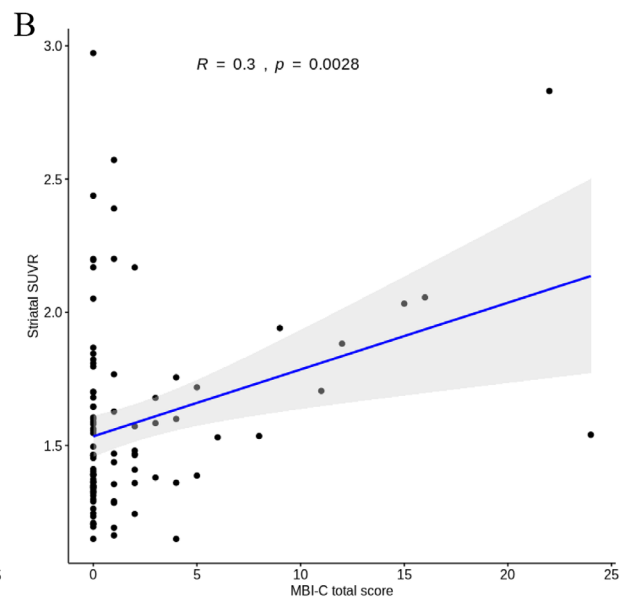 B
R = 0.3 , p = 0.0028
3.0
2.5
2.0
1.5
Striatal SUVR
0 5 10 15 20 25
MBI-C total score